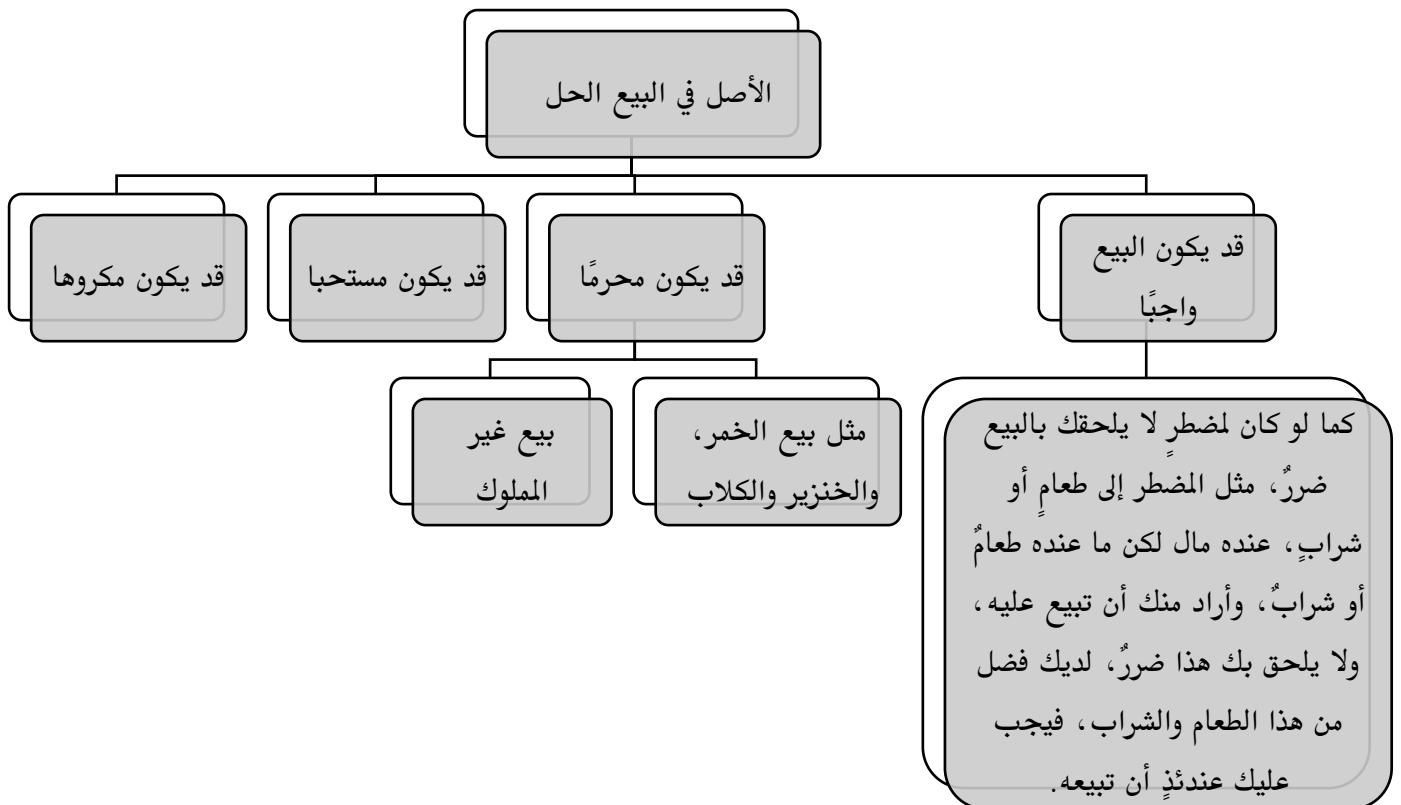 الأصل في البيع الحل
قد يكون البيع
واجبًا
قد يكون محرمًا
قد يكون مستحبا
قد يكون مكروها
كما لو كان لمضطرٍ لا يلحقك بالبيع
ضررٌ، مثل المضطر إلى طعامٍ أو
شرابٍ، عنده مال لكن ما عنده طعامٌ
أو شرابٌ، وأراد منك أن تبيع عليه،
ولا يلحق بك هذا ضررٌ، لديك فضل
من هذا الطعام والشراب، فيجب
عليك عندئذٍ أن تبيعه.
مثل بيع الخمر،
والخنزير والكلاب
بيع غير
المملوك